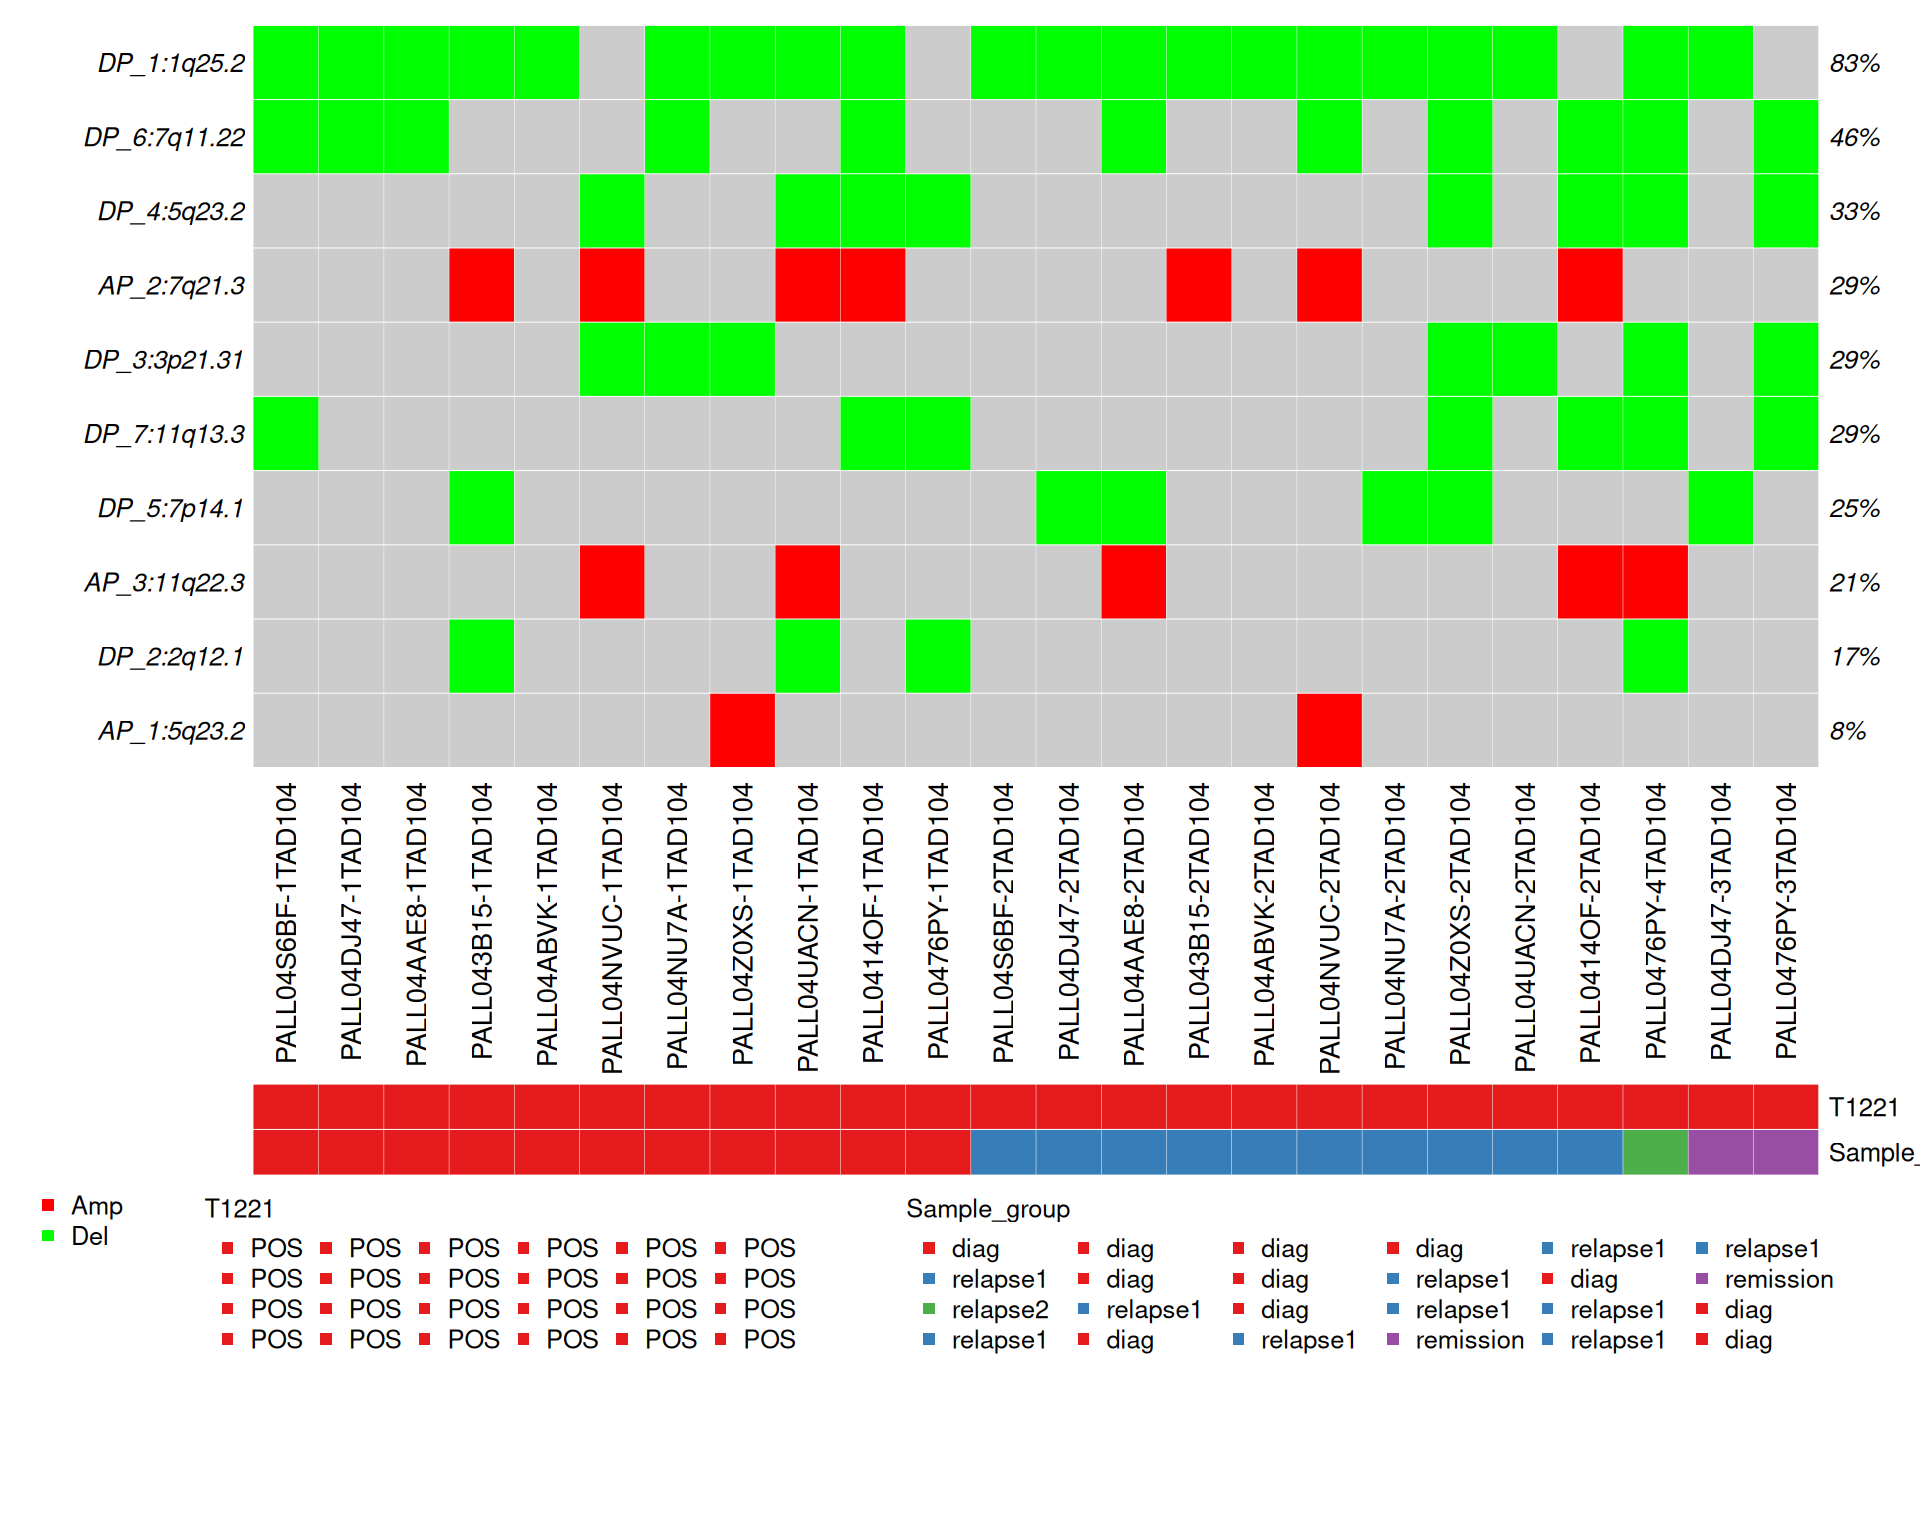 DP_1:1q25.2 83%
DP_6:7q11.22 46%
DP_4:5q23.2 33%
AP_2:7q21.3 29%
DP_3:3p21.31 29%
DP_7:11q13.3 29%
DP_5:7p14.1 25%
AP_3:11q22.3 21%
DP_2:2q12.1 17%
AP_1:5q23.2 8%
PALL04S6BF-1TAD104
PALL04DJ47-1TAD104
PALL04AAE8-1TAD104
PALL043B15-1TAD104
PALL04ABVK-1TAD104
PALL04NVUC-1TAD104
PALL04NU7A-1TAD104
PALL04Z0XS-1TAD104
PALL04UACN-1TAD104
PALL0414OF-1TAD104
PALL0476PY-1TAD104
PALL04S6BF-2TAD104
PALL04DJ47-2TAD104
PALL04AAE8-2TAD104
PALL043B15-2TAD104
PALL04ABVK-2TAD104
PALL04NVUC-2TAD104
PALL04NU7A-2TAD104
PALL04Z0XS-2TAD104
PALL04UACN-2TAD104
PALL0414OF-2TAD104
PALL0476PY-4TAD104
PALL04DJ47-3TAD104
PALL0476PY-3TAD104
T1221
Sample_
Amp
Del
T1221
POS POS POS POS POS POS
POS POS POS POS POS POS
POS POS POS POS POS POS
POS POS POS POS POS POS
Sample_group
diag diag diag diag relapse1 relapse1
relapse1 diag diag relapse1 diag remission
relapse2 relapse1 diag relapse1 relapse1 diag
relapse1 diag relapse1 remission relapse1 diag